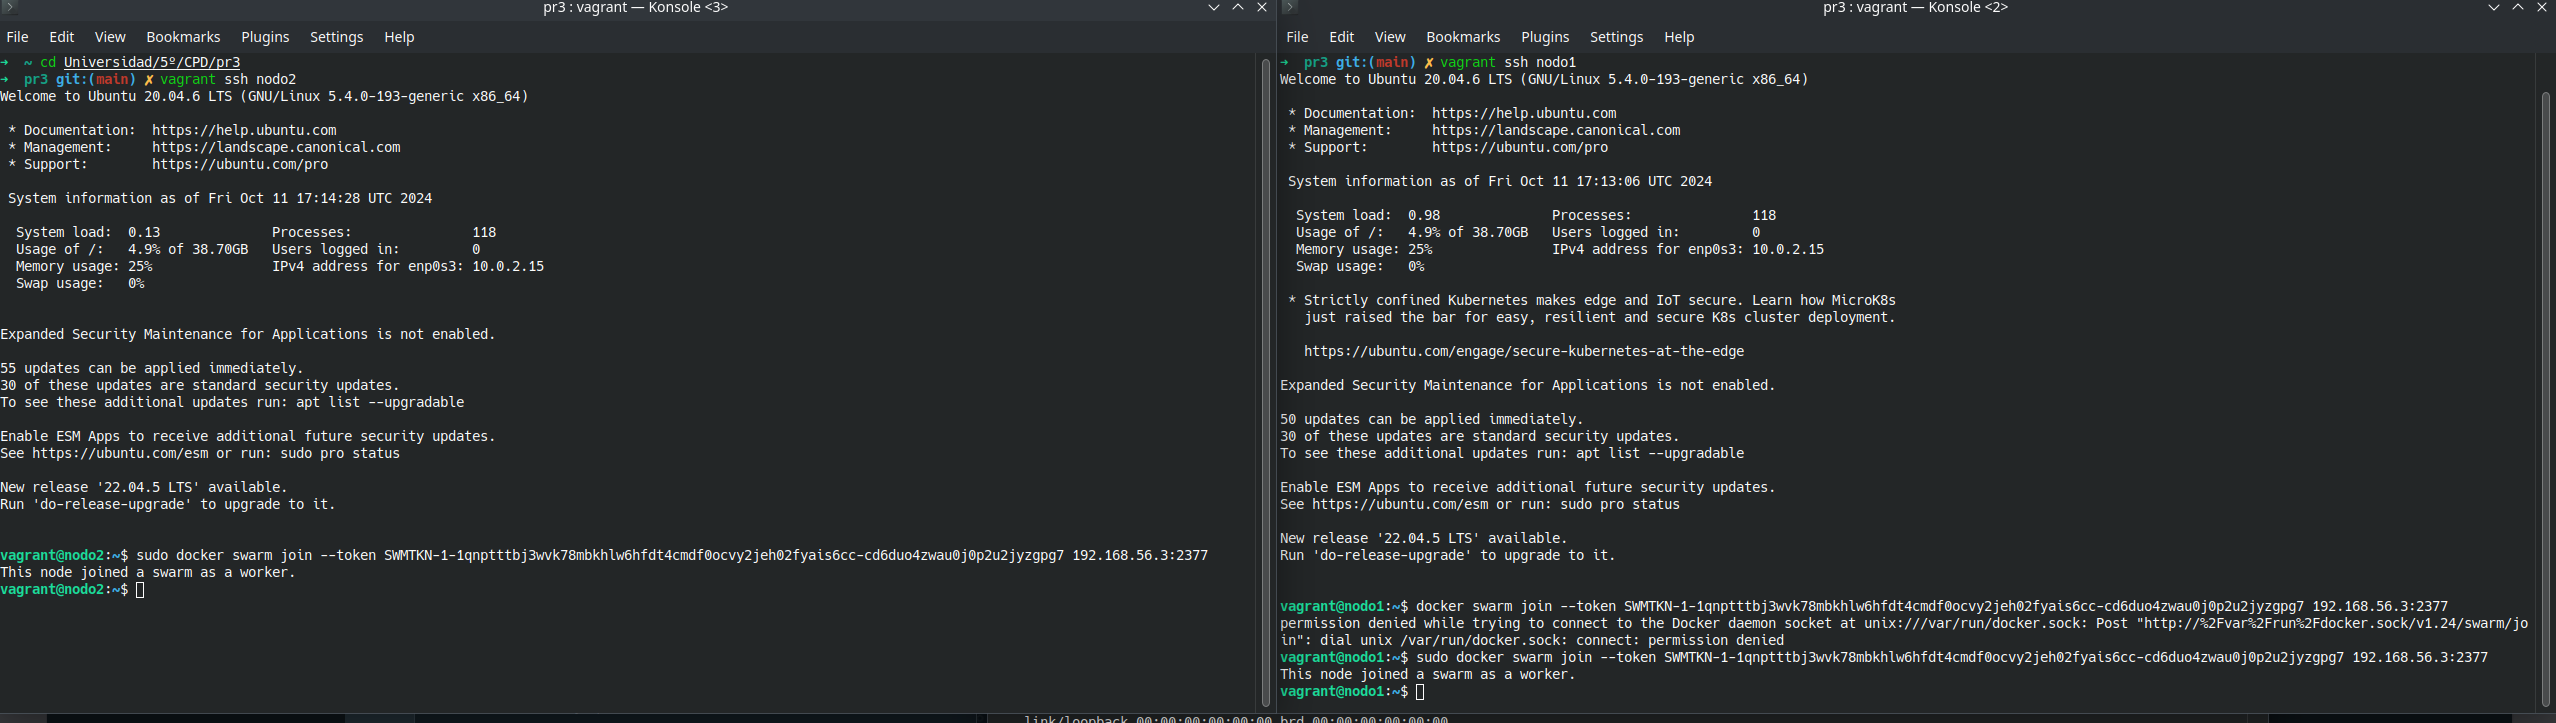 pr3 : vagrant — Konsole <3>
File Edit View Bookmarks Plugins Settings Help
➜ ~ cd Universidad/5º/CPD/pr3
➜ pr3 git:(main) ✗ vagrant ssh nodo2
Welcome to Ubuntu 20.04.6 LTS (GNU/Linux 5.4.0-193-generic x86_64)
* Documentation: https://help.ubuntu.com
* Management: https://landscape.canonical.com
* Support: https://ubuntu.com/pro
System information as of Fri Oct 11 17:14:28 UTC 2024
System load: 0.13 Processes: 118
Usage of /: 4.9% of 38.70GB Users logged in: 0
Memory usage: 25% IPv4 address for enp0s3: 10.0.2.15
Swap usage: 0%
Expanded Security Maintenance for Applications is not enabled.
55 updates can be applied immediately.
30 of these updates are standard security updates.
To see these additional updates run: apt list --upgradable
Enable ESM Apps to receive additional future security updates.
See https://ubuntu.com/esm or run: sudo pro status
New release '22.04.5 LTS' available.
Run 'do-release-upgrade' to upgrade to it.
vagrant@nodo2:~$ sudo docker swarm join --token SWMTKN-1-1qnptttbj3wvk78mbkhlw6hfdt4cmdf0ocvy2jeh02fyais6cc-cd6duo4zwau0j0p2u2jyzgpg7 192.168.56.3:2377
This node joined a swarm as a worker.
vagrant@nodo2:~$
pr3 : vagrant — Konsole <2>
File Edit View Bookmarks Plugins Settings Help
➜ pr3 git:(main) ✗ vagrant ssh nodo1
Welcome to Ubuntu 20.04.6 LTS (GNU/Linux 5.4.0-193-generic x86_64)
* Documentation: https://help.ubuntu.com
* Management: https://landscape.canonical.com
* Support: https://ubuntu.com/pro
System information as of Fri Oct 11 17:13:06 UTC 2024
System load: 0.98 Processes: 118
Usage of /: 4.9% of 38.70GB Users logged in: 0
Memory usage: 25% IPv4 address for enp0s3: 10.0.2.15
Swap usage: 0%
* Strictly confined Kubernetes makes edge and IoT secure. Learn how MicroK8s
just raised the bar for easy, resilient and secure K8s cluster deployment.
https://ubuntu.com/engage/secure-kubernetes-at-the-edge
Expanded Security Maintenance for Applications is not enabled.
50 updates can be applied immediately.
30 of these updates are standard security updates.
To see these additional updates run: apt list --upgradable
Enable ESM Apps to receive additional future security updates.
See https://ubuntu.com/esm or run: sudo pro status
New release '22.04.5 LTS' available.
Run 'do-release-upgrade' to upgrade to it.
vagrant@nodo1:~$ docker swarm join --token SWMTKN-1-1qnptttbj3wvk78mbkhlw6hfdt4cmdf0ocvy2jeh02fyais6cc-cd6duo4zwau0j0p2u2jyzgpg7 192.168.56.3:2377
permission denied while trying to connect to the Docker daemon socket at unix:///var/run/docker.sock: Post "http://%2Fvar%2Frun%2Fdocker.sock/v1.24/swarm/jo
in": dial unix /var/run/docker.sock: connect: permission denied
vagrant@nodo1:~$ sudo docker swarm join --token SWMTKN-1-1qnptttbj3wvk78mbkhlw6hfdt4cmdf0ocvy2jeh02fyais6cc-cd6duo4zwau0j0p2u2jyzgpg7 192.168.56.3:2377
This node joined a swarm as a worker.
vagrant@nodo1:~$
link/loopback 00:00:00:00:00:00 brd 00:00:00:00:00:00